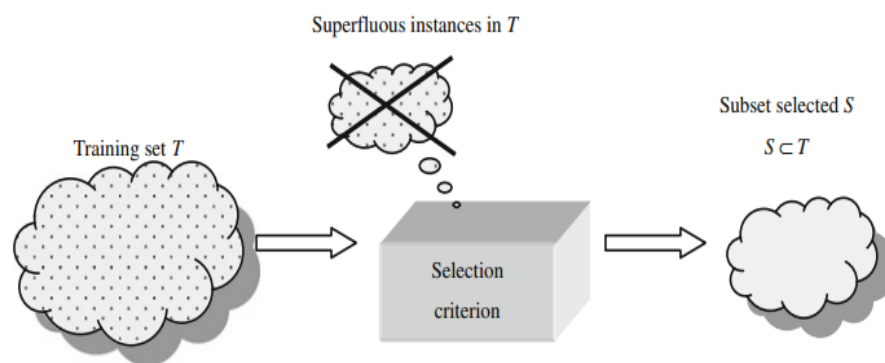 Superfluous instances in T
Training set T
Subset selected S
S ⊂ T
Selection
criterion